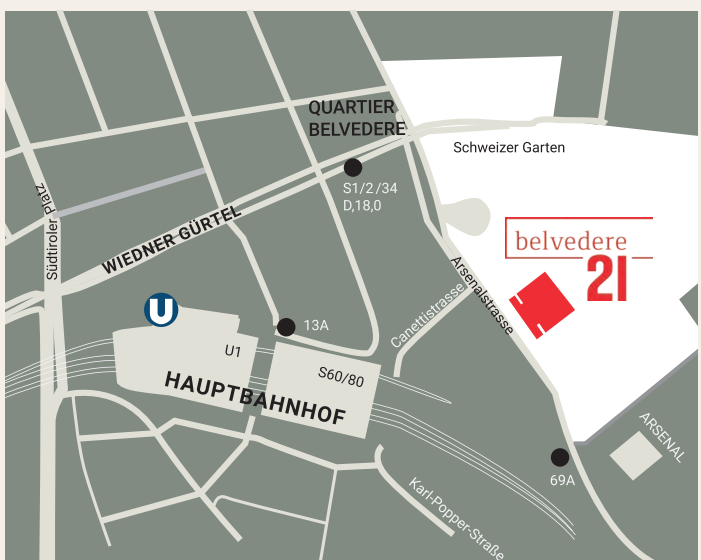 QUARTIER
BELVEDERE
Schweizer Garten
S1/2/34
D,18,0
Südtiroler Platz
WIEDNER GÜRTEL
belvedere
21
Arsenalstrasse
Canettistrasse
U
13A
U1
S60/80
HAUPTBAHNHOF
ARSENAL
69A
Karl-Popper-Straße